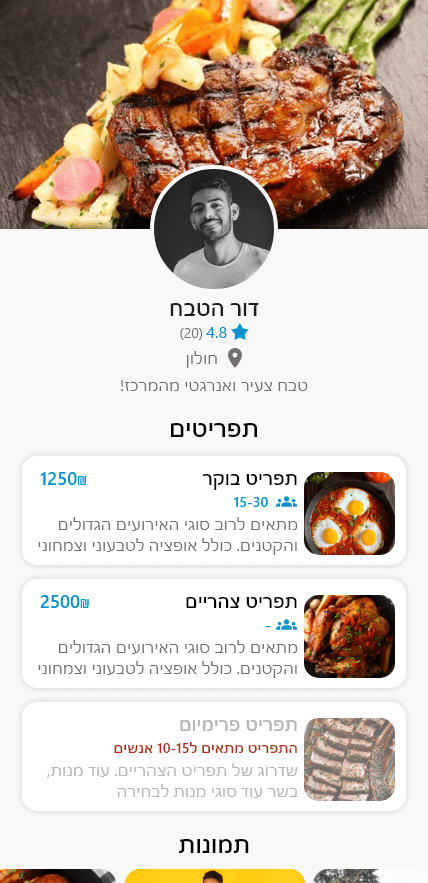 דור הטבח
4.8 (20)
חולון
טבח צעיר ואנרגטי מהמרכז!
תפריטים
תפריט בוקר ₪1250
15-30
מתאים לרוב סוגי האירועים הגדולים
והקטנים. כולל אופציה לטבעוני וצמחוני
תפריט צהריים ₪2500
-
מתאים לרוב סוגי האירועים הגדולים
והקטנים. כולל אופציה לטבעוני וצמחוני
תפריט פרימיום
התפריט מתאים ל10-15 אנשים
שדרוג של תפריט הצהריים. עוד מנות,
בשר עוד סוגי מנות לבחירה
תמונות